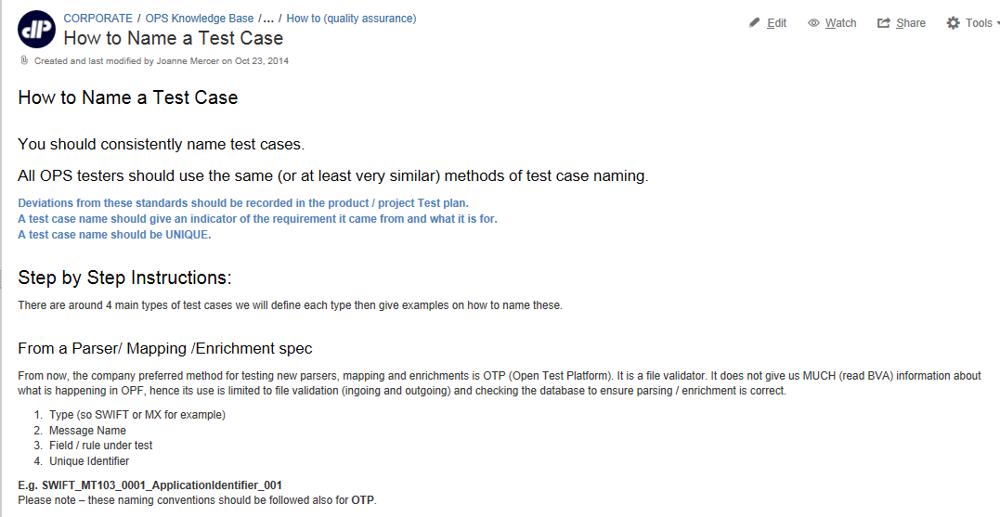 CORPORATE / OPS Knowledge Base /... / How to (quality assurance)
How to Name a Test Case
Edit Watch Share Tools
Created and last modified by Joanne Mercer on Oct 23, 2014
How to Name a Test Case
You should consistently name test cases.
All OPS testers should use the same (or at least very similar) methods of test case naming.
Deviations from these standards should be recorded in the product / project Test plan.
A test case name should give an indicator of the requirement it came from and what it is for.
A test case name should be UNIQUE.
Step by Step Instructions:
There are around 4 main types of test cases we will define each type then give examples on how to name these.
From a Parser/ Mapping /Enrichment spec
From now, the company preferred method for testing new parsers, mapping and enrichments is OTP (Open Test Platform). It is a file validator. It does not give us MUCH (read BVA) information about
what is happening in OPF, hence its use is limited to file validation (ingoing and outgoing) and checking the database to ensure parsing / enrichment is correct.
1. Type (so SWIFT or MX for example)
2. Message Name
3. Field / rule under test
4. Unique Identifier
E.g. SWIFT_MT103_0001_ApplicationIdentifier_001
Please note – these naming conventions should be followed also for OTP.